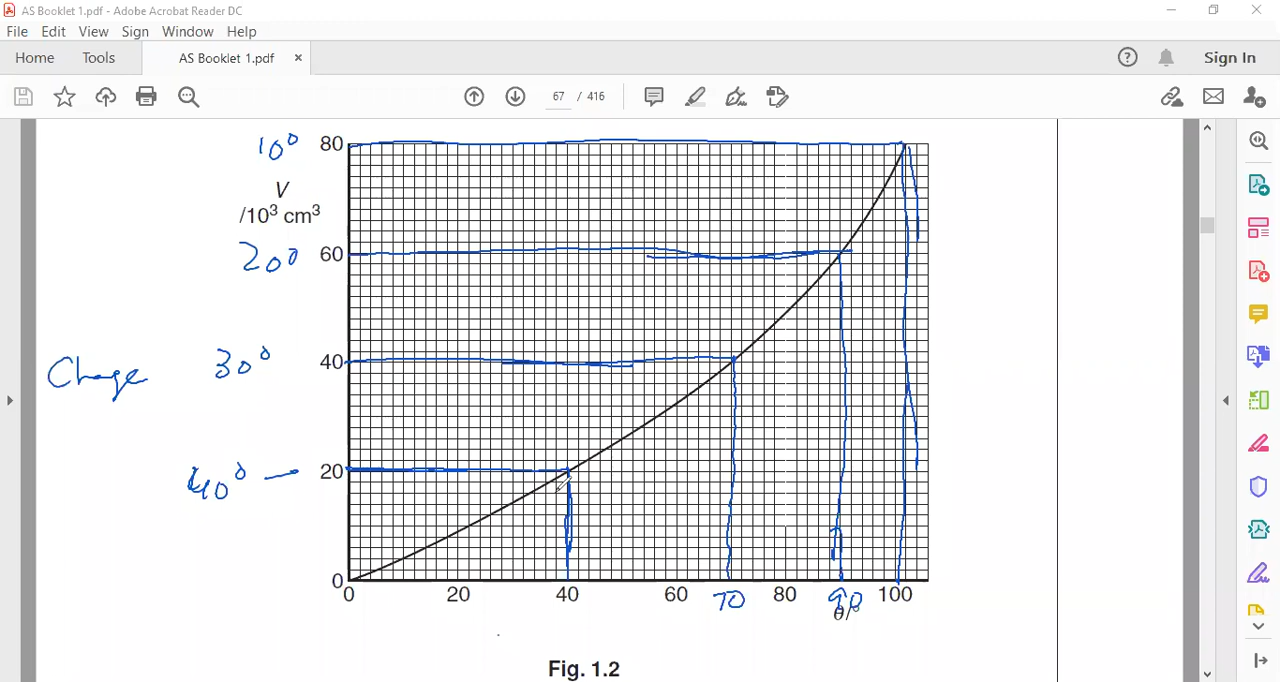 AS Booklet 1.pdf - Adobe Acrobat Reader DC
File Edit View Sign Window Help
Home Tools AS Booklet 1.pdf × Sign In
67 / 416
10° 80
V
/10³ cm³
20° 60
Change 30° 40
40° — 20
0
0 20 40 60 70 80 90 100
θ/°
Fig. 1.2